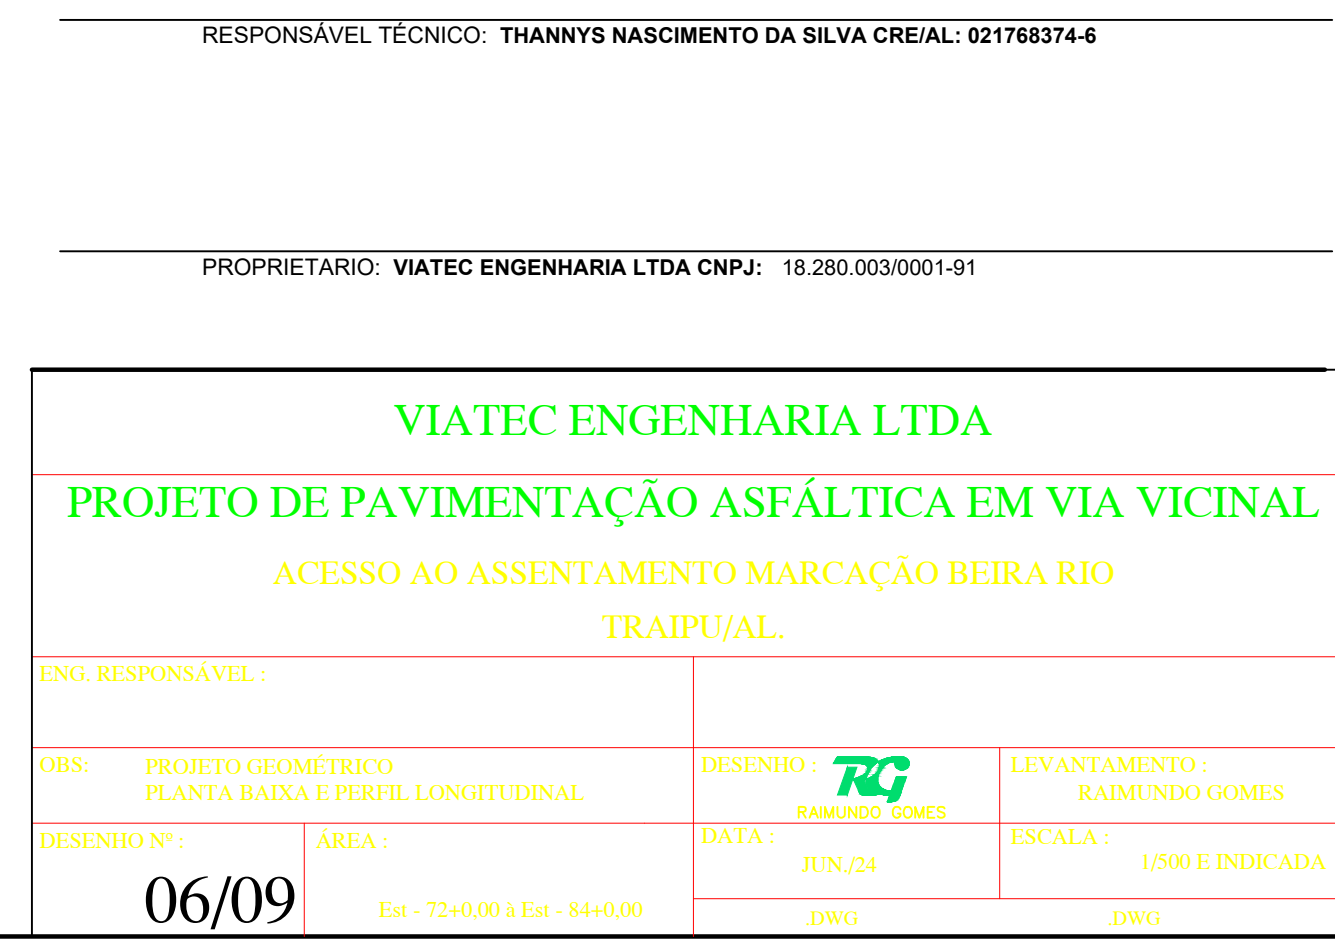 RESPONSÁVEL TÉCNICO: THANNYS NASCIMENTO DA SILVA CRE/AL: 021768374-6
PROPRIETARIO: VIATEC ENGENHARIA LTDA CNPJ: 18.280.003/0001-91
VIATEC ENGENHARIA LTDA
PROJETO DE PAVIMENTAÇÃO ASFÁLTICA EM VIA VICINAL
ACESSO AO ASSENTAMENTO MARCAÇÃO BEIRA RIO
TRAIPU/AL.
ENG. RESPONSÁVEL :
OBS: PROJETO GEOMÉTRICO
PLANTA BAIXA E PERFIL LONGITUDINAL
DESENHO :
RG
RAIMUNDO GOMES
LEVANTAMENTO :
RAIMUNDO GOMES
DESENHO Nº :
06/09
ÁREA :
Est - 72+0,00 à Est - 84+0,00
DATA :
JUN./24
ESCALA :
1/500 E INDICADA
.DWG
.DWG